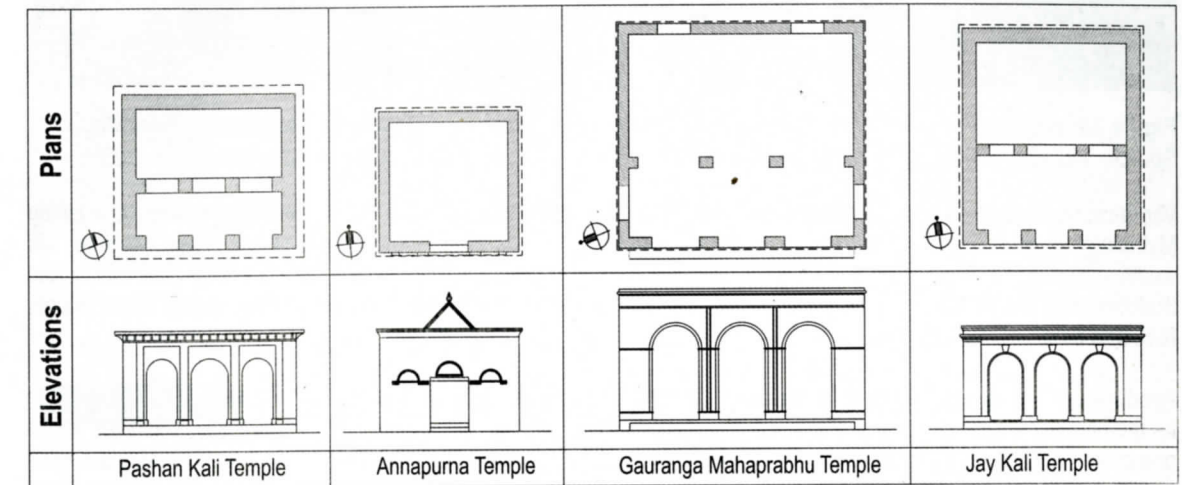 Plans
Elevations
Pashan Kali Temple
Annapurna Temple
Gauranga Mahaprabhu Temple
Jay Kali Temple